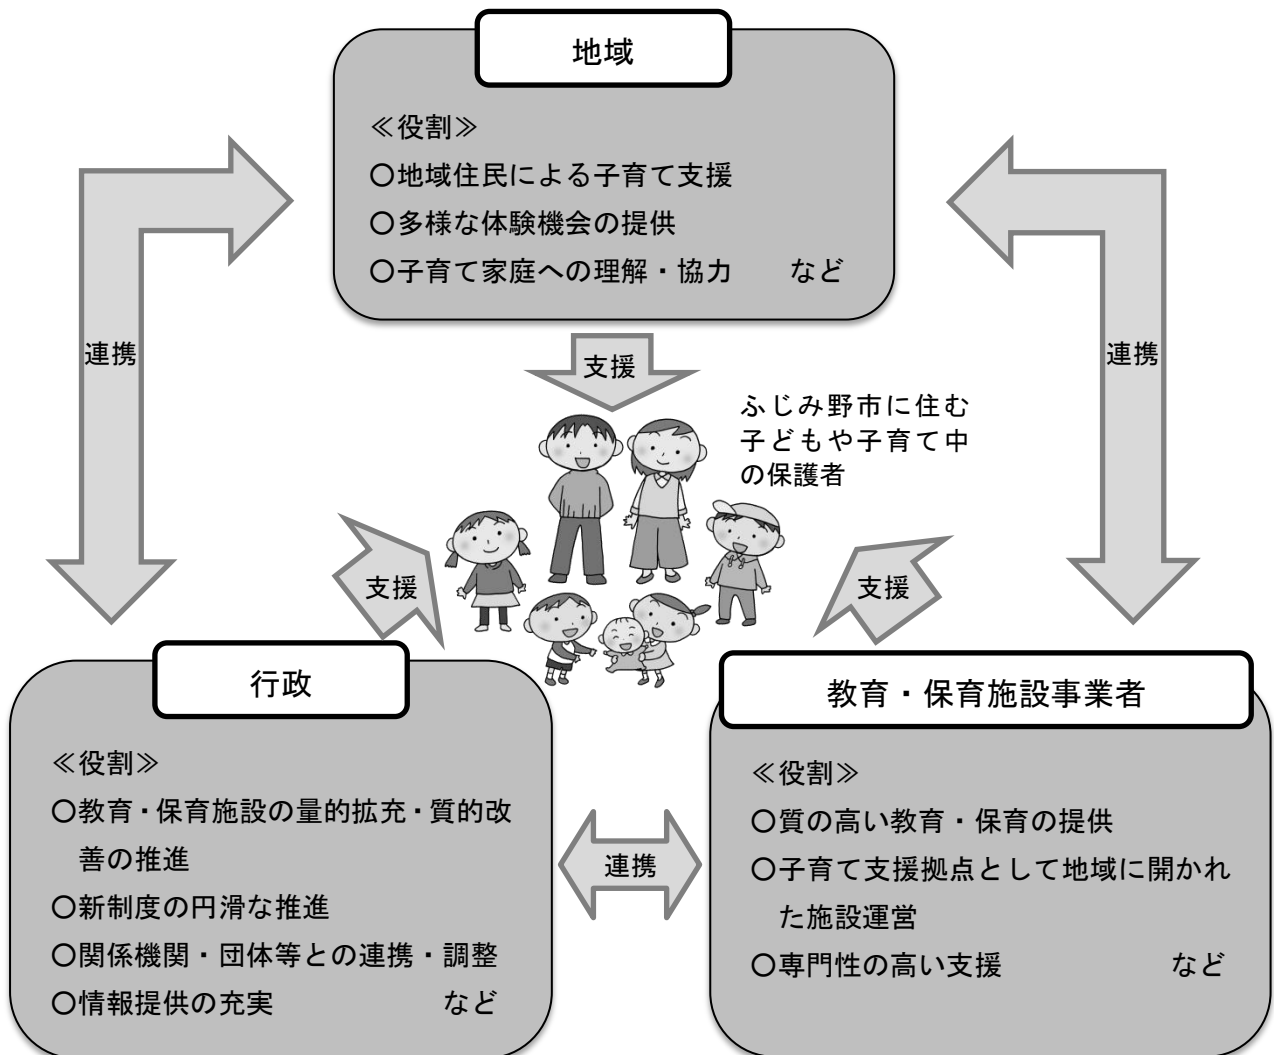 地域
≪役割≫
○地域住民による子育て支援
○多様な体験機会の提供
○子育て家庭への理解・協力　　など
連携
連携
支援
ふじみ野市に住む
子どもや子育て中
の保護者
支援
支援
行政
≪役割≫
○教育・保育施設の量的拡充・質的改
善の推進
○新制度の円滑な推進
○関係機関・団体等との連携・調整
○情報提供の充実　　　　　　など
連携
教育・保育施設事業者
≪役割≫
○質の高い教育・保育の提供
○子育て支援拠点として地域に開かれ
た施設運営
○専門性の高い支援　　　　　　など